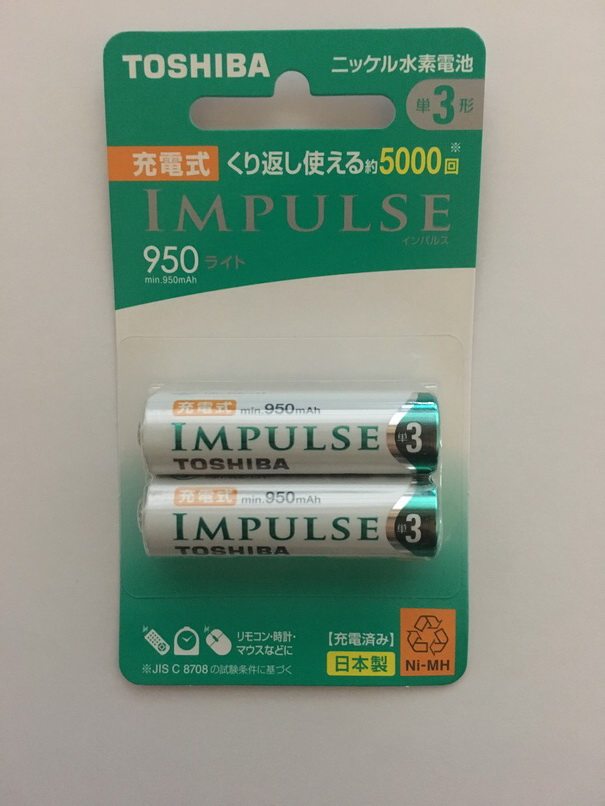 TOSHIBA
ニッケル水素電池
単3形
充電式 くり返し使える約5000回※
IMPULSE
インパルス
950 ライト
min.950mAh
充電式 min.950mAh
IMPULSE 単3
TOSHIBA
充電式 min.950mAh
IMPULSE 単3
TOSHIBA
リモコン・時計・
マウスなどに
※JIS C 8708 の試験条件に基づく
【充電済み】
日本製
Ni-MH